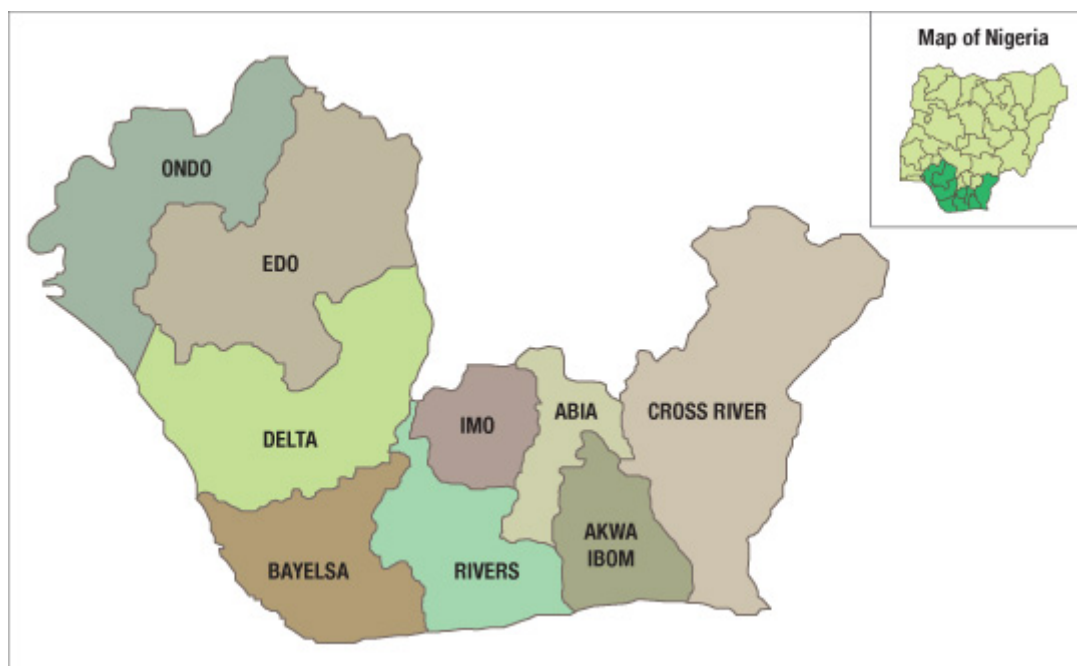 Map of Nigeria
ONDO
EDO
DELTA
IMO
ABIA
CROSS RIVER
AKWA
IBOM
BAYELSA
RIVERS